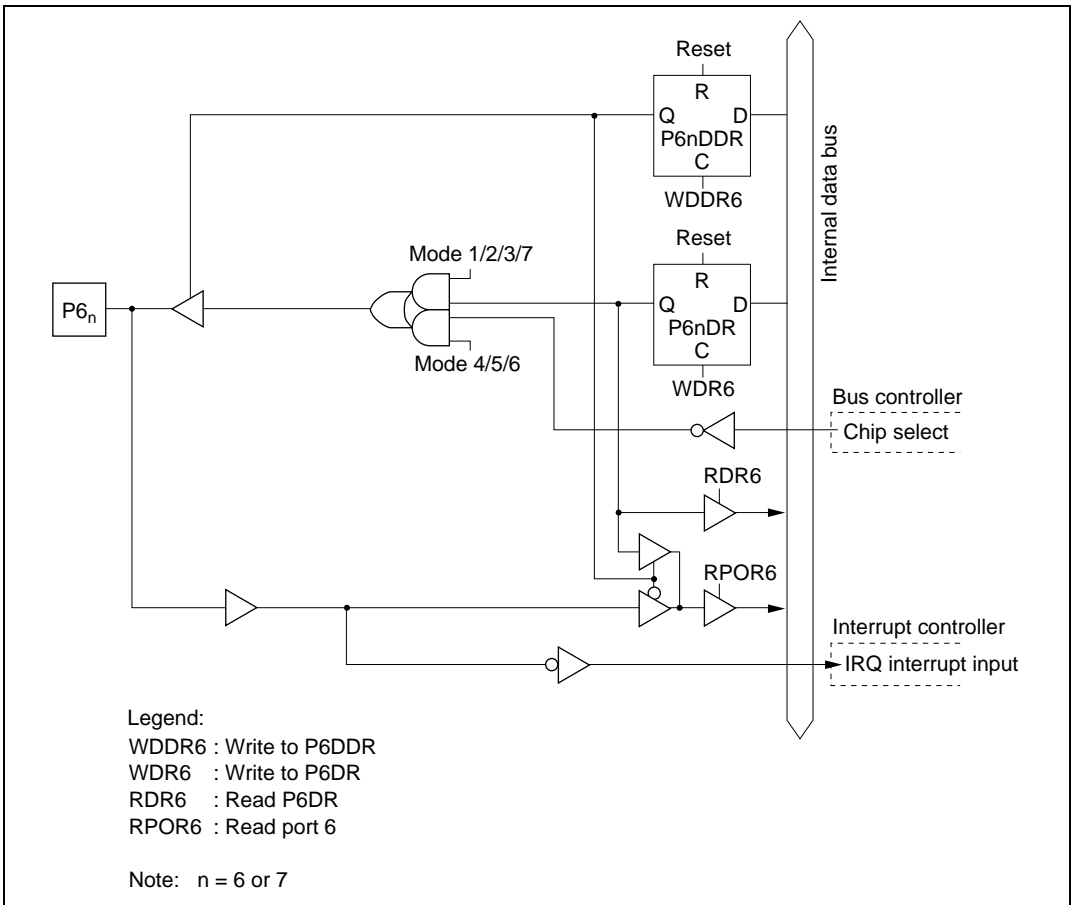 Reset
R
Q D
P6nDDR
C
WDDR6
Internal data bus
Reset
Mode 1/2/3/7
R
Q D
P6nDR
C
WDR6
P6n
Mode 4/5/6
Bus controller
Chip select
RDR6
RPOR6
Interrupt controller
IRQ interrupt input
Legend:
WDDR6 : Write to P6DDR
WDR6 : Write to P6DR
RDR6 : Read P6DR
RPOR6 : Read port 6
Note: n = 6 or 7